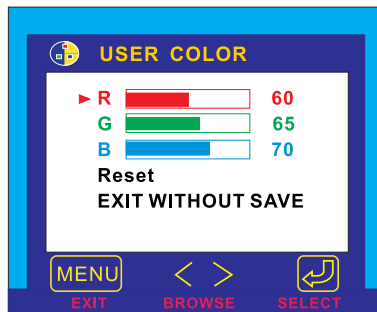 USER COLOR
R 60
G 65
B 70
Reset
EXIT WITHOUT SAVE
MENU < >
EXIT BROWSE SELECT